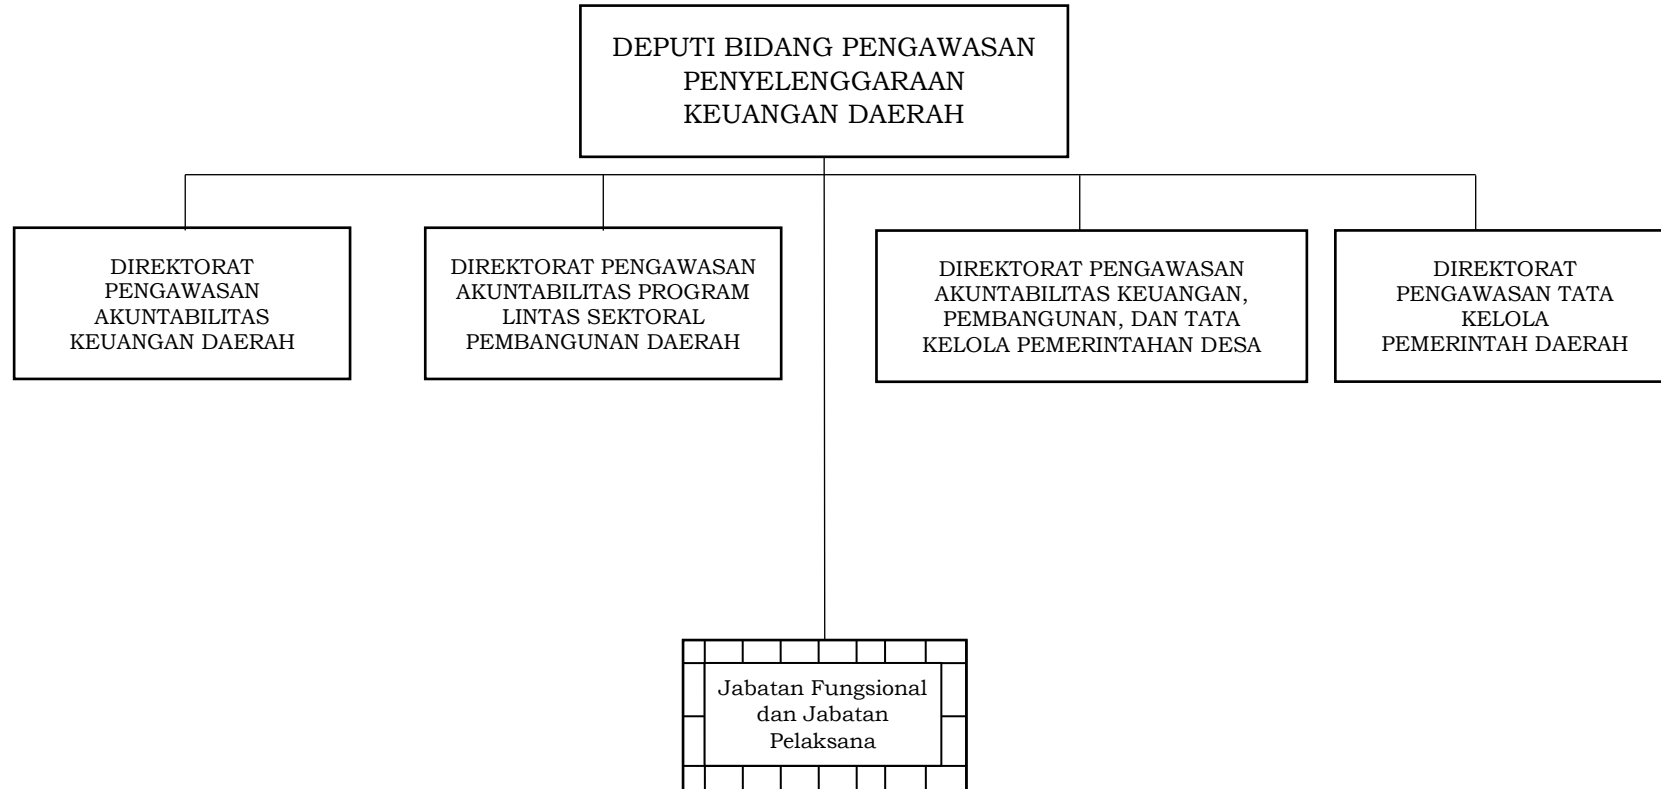 DEPUTI BIDANG PENGAWASAN
PENYELENGGARAAN
KEUANGAN DAERAH
DIREKTORAT
PENGAWASAN
AKUNTABILITAS
KEUANGAN DAERAH
DIREKTORAT PENGAWASAN
AKUNTABILITAS PROGRAM
LINTAS SEKTORAL
PEMBANGUNAN DAERAH
DIREKTORAT PENGAWASAN
AKUNTABILITAS KEUANGAN,
PEMBANGUNAN, DAN TATA
KELOLA PEMERINTAHAN DESA
DIREKTORAT
PENGAWASAN TATA
KELOLA
PEMERINTAH DAERAH
Jabatan Fungsional
dan Jabatan
Pelaksana